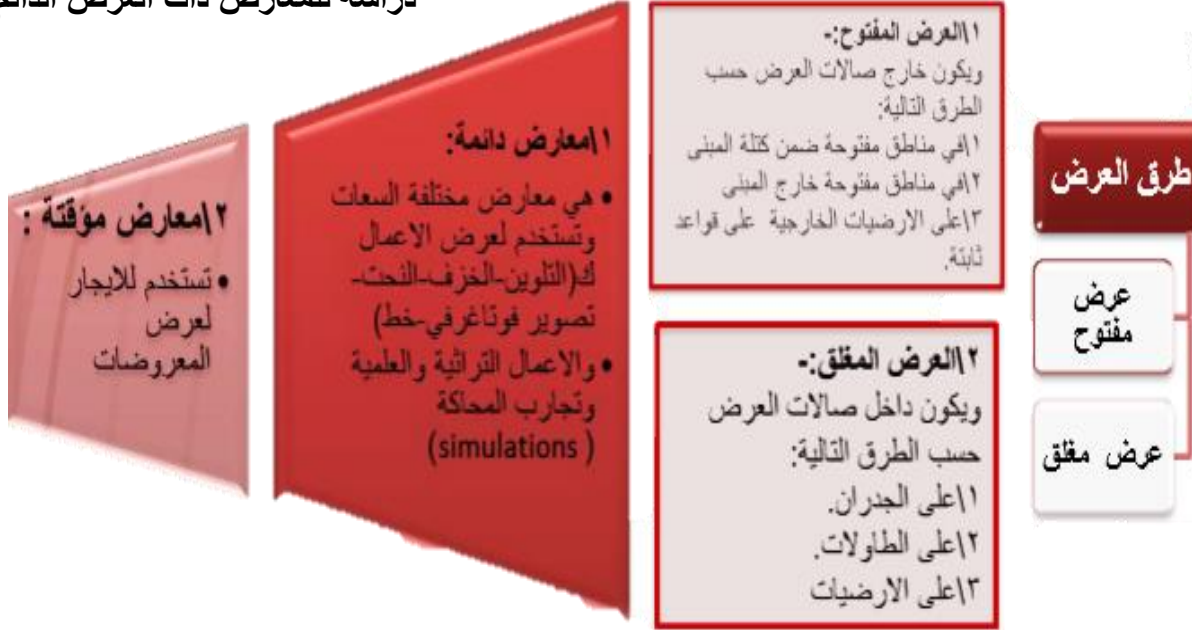 طرق العرض
عرض
مفتوح
عرض مغلق
١\العرض المفتوح:-
ويكون خارج صالات العرض حسب
الطرق التالية:
١\في مناطق مفتوحة ضمن كتلة المبنى
٢\في مناطق مفتوحة خارج المبنى
٣\على الارضيات الخارجية على قواعد
ثابتة.
٢\العرض المغلق:-
ويكون داخل صالات العرض
حسب الطرق التالية:
١\على الجدران.
٢\على الطاولات.
٣\على الارضيات
١\معارض دائمة:
• هي معارض مختلفة السعات
وتستخدم لعرض الاعمال
ك(التلوين-الخزف-النحت-
تصوير فوتاغرفي-خط)
• والاعمال التراثية والعلمية
وتجارب المحاكة
(simulations )
٢\معارض مؤقتة :
• تستخدم للايجار
لعرض
المعروضات